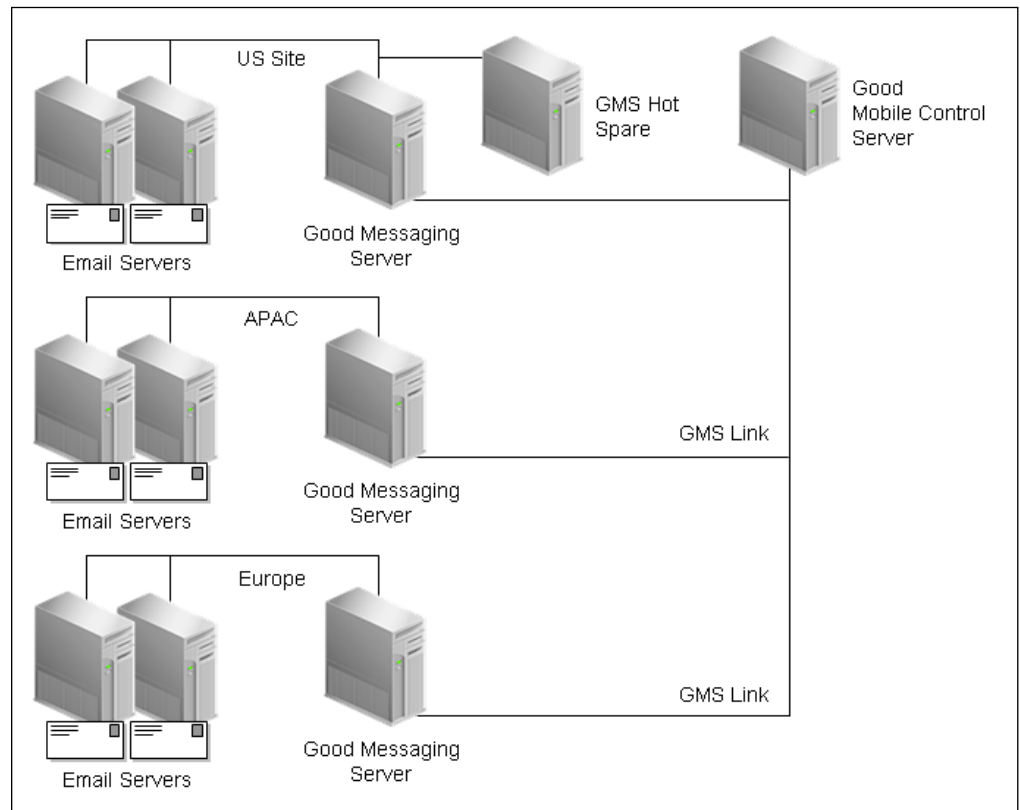 US Site
GMS Hot
Spare
Good
Mobile Control
Server
Good Messaging
Server
Email Servers
APAC
GMS Link
Good Messaging
Server
Email Servers
Europe
GMS Link
Good Messaging
Server
Email Servers